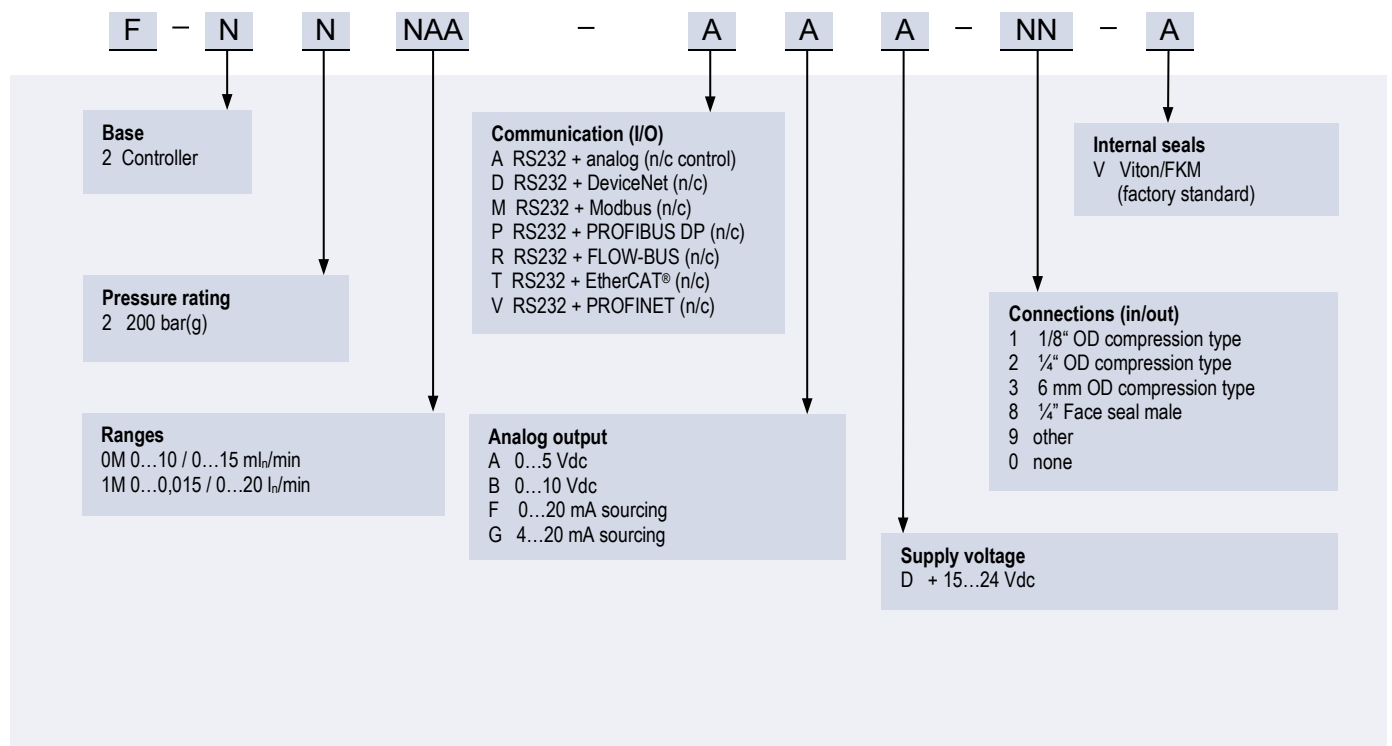 F – N N NAA – A A A – NN – A
Base
2 Controller
Pressure rating
2 200 bar(g)
Ranges
0M 0…10 / 0…15 mlₙ/min
1M 0…0,015 / 0…20 lₙ/min
Communication (I/O)
A RS232 + analog (n/c control)
D RS232 + DeviceNet (n/c)
M RS232 + Modbus (n/c)
P RS232 + PROFIBUS DP (n/c)
R RS232 + FLOW-BUS (n/c)
T RS232 + EtherCAT® (n/c)
V RS232 + PROFINET (n/c)
Analog output
A 0…5 Vdc
B 0…10 Vdc
F 0…20 mA sourcing
G 4…20 mA sourcing
Supply voltage
D + 15…24 Vdc
Connections (in/out)
1 1/8“ OD compression type
2 ¼“ OD compression type
3 6 mm OD compression type
8 ¼” Face seal male
9 other
0 none
Internal seals
V Viton/FKM
(factory standard)